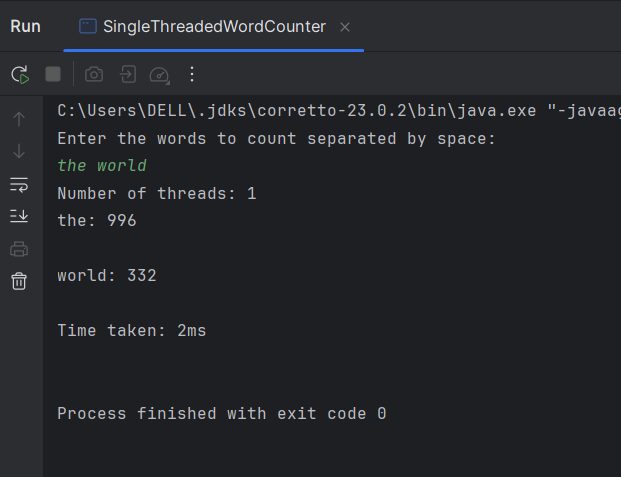 Run SingleThreadedWordCounter
C:\Users\DELL\.jdks\corretto-23.0.2\bin\java.exe "-javaag
Enter the words to count separated by space:
the world
Number of threads: 1
the: 996
world: 332
Time taken: 2ms
Process finished with exit code 0